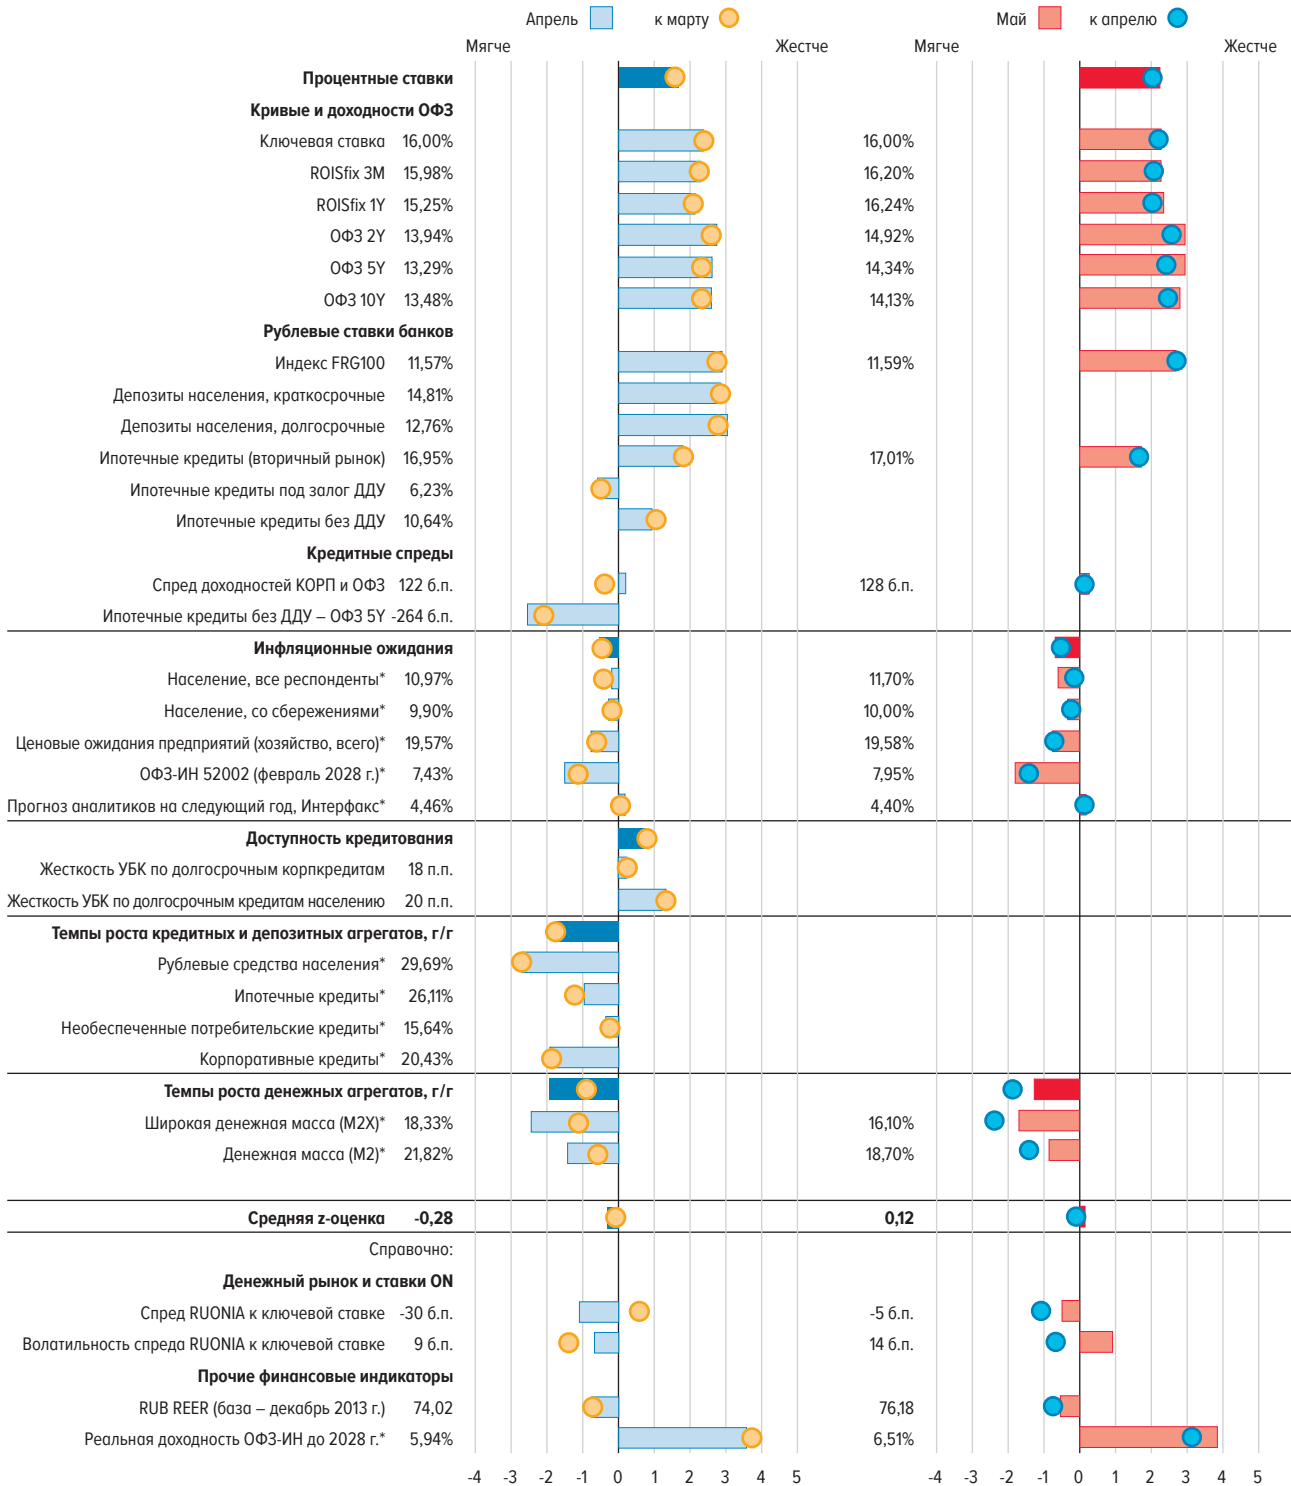 Апрель к марту Май к апрелю
Мягче Жестче Мягче Жестче
Процентные ставки
Кривые и доходности ОФЗ
Ключевая ставка 16,00% 16,00%
ROISfix 3M 15,98% 16,20%
ROISfix 1Y 15,25% 16,24%
ОФЗ 2Y 13,94% 14,92%
ОФЗ 5Y 13,29% 14,34%
ОФЗ 10Y 13,48% 14,13%
Рублевые ставки банков
Индекс FRG100 11,57% 11,59%
Депозиты населения, краткосрочные 14,81%
Депозиты населения, долгосрочные 12,76%
Ипотечные кредиты (вторичный рынок) 16,95% 17,01%
Ипотечные кредиты под залог ДДУ 6,23%
Ипотечные кредиты без ДДУ 10,64%
Кредитные спреды
Спред доходностей КОРП и ОФЗ 122 б.п. 128 б.п.
Ипотечные кредиты без ДДУ – ОФЗ 5Y -264 б.п.
Инфляционные ожидания
Население, все респонденты* 10,97% 11,70%
Население, со сбережениями* 9,90% 10,00%
Ценовые ожидания предприятий (хозяйство, всего)* 19,57% 19,58%
ОФЗ-ИН 52002 (февраль 2028 г.)* 7,43% 7,95%
Прогноз аналитиков на следующий год, Интерфакс* 4,46% 4,40%
Доступность кредитования
Жесткость УБК по долгосрочным корпкредитам 18 п.п.
Жесткость УБК по долгосрочным кредитам населению 20 п.п.
Темпы роста кредитных и депозитных агрегатов, г/г
Рублевые средства населения* 29,69%
Ипотечные кредиты* 26,11%
Необеспеченные потребительские кредиты* 15,64%
Корпоративные кредиты* 20,43%
Темпы роста денежных агрегатов, г/г
Широкая денежная масса (М2Х)* 18,33% 16,10%
Денежная масса (М2)* 21,82% 18,70%
Средняя z-оценка -0,28 0,12
Справочно:
Денежный рынок и ставки ON
Спред RUONIA к ключевой ставке -30 б.п. -5 б.п.
Волатильность спреда RUONIA к ключевой ставке 9 б.п. 14 б.п.
Прочие финансовые индикаторы
RUB REER (база – декабрь 2013 г.) 74,02 76,18
Реальная доходность ОФЗ-ИН до 2028 г.* 5,94% 6,51%
-4 -3 -2 -1 0 1 2 3 4 5 -4 -3 -2 -1 0 1 2 3 4 5